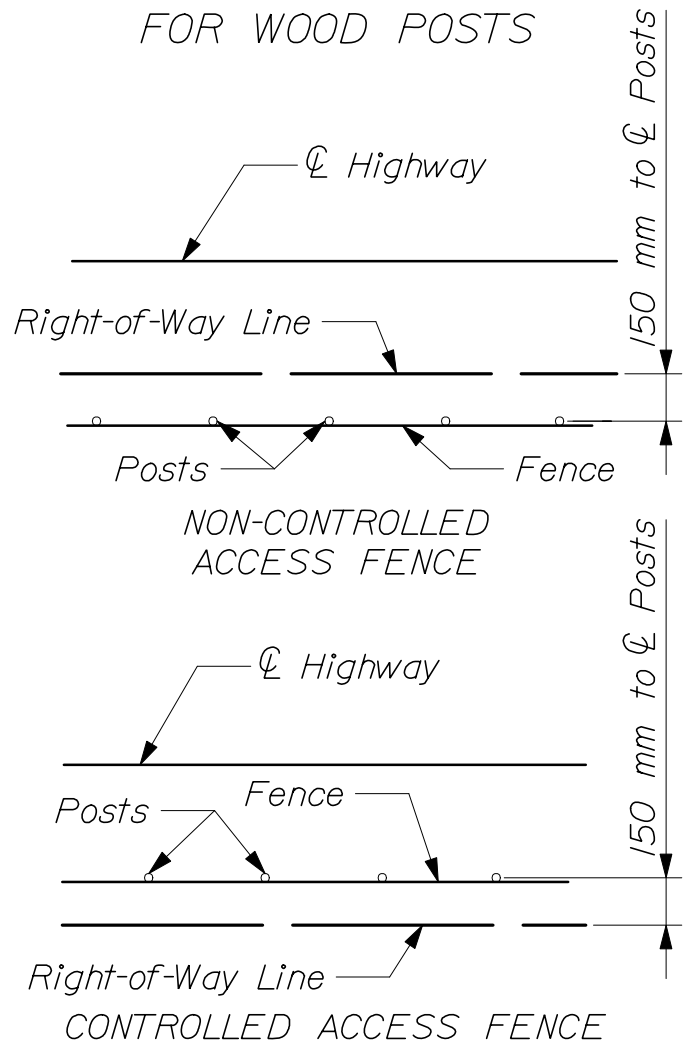 FOR WOOD POSTS
150 mm to ℄ Posts
℄ Highway
Right-of-Way Line
Posts
Fence
NON-CONTROLLED
ACCESS FENCE
150 mm to ℄ Posts
℄ Highway
Fence
Posts
Right-of-Way Line
CONTROLLED ACCESS FENCE